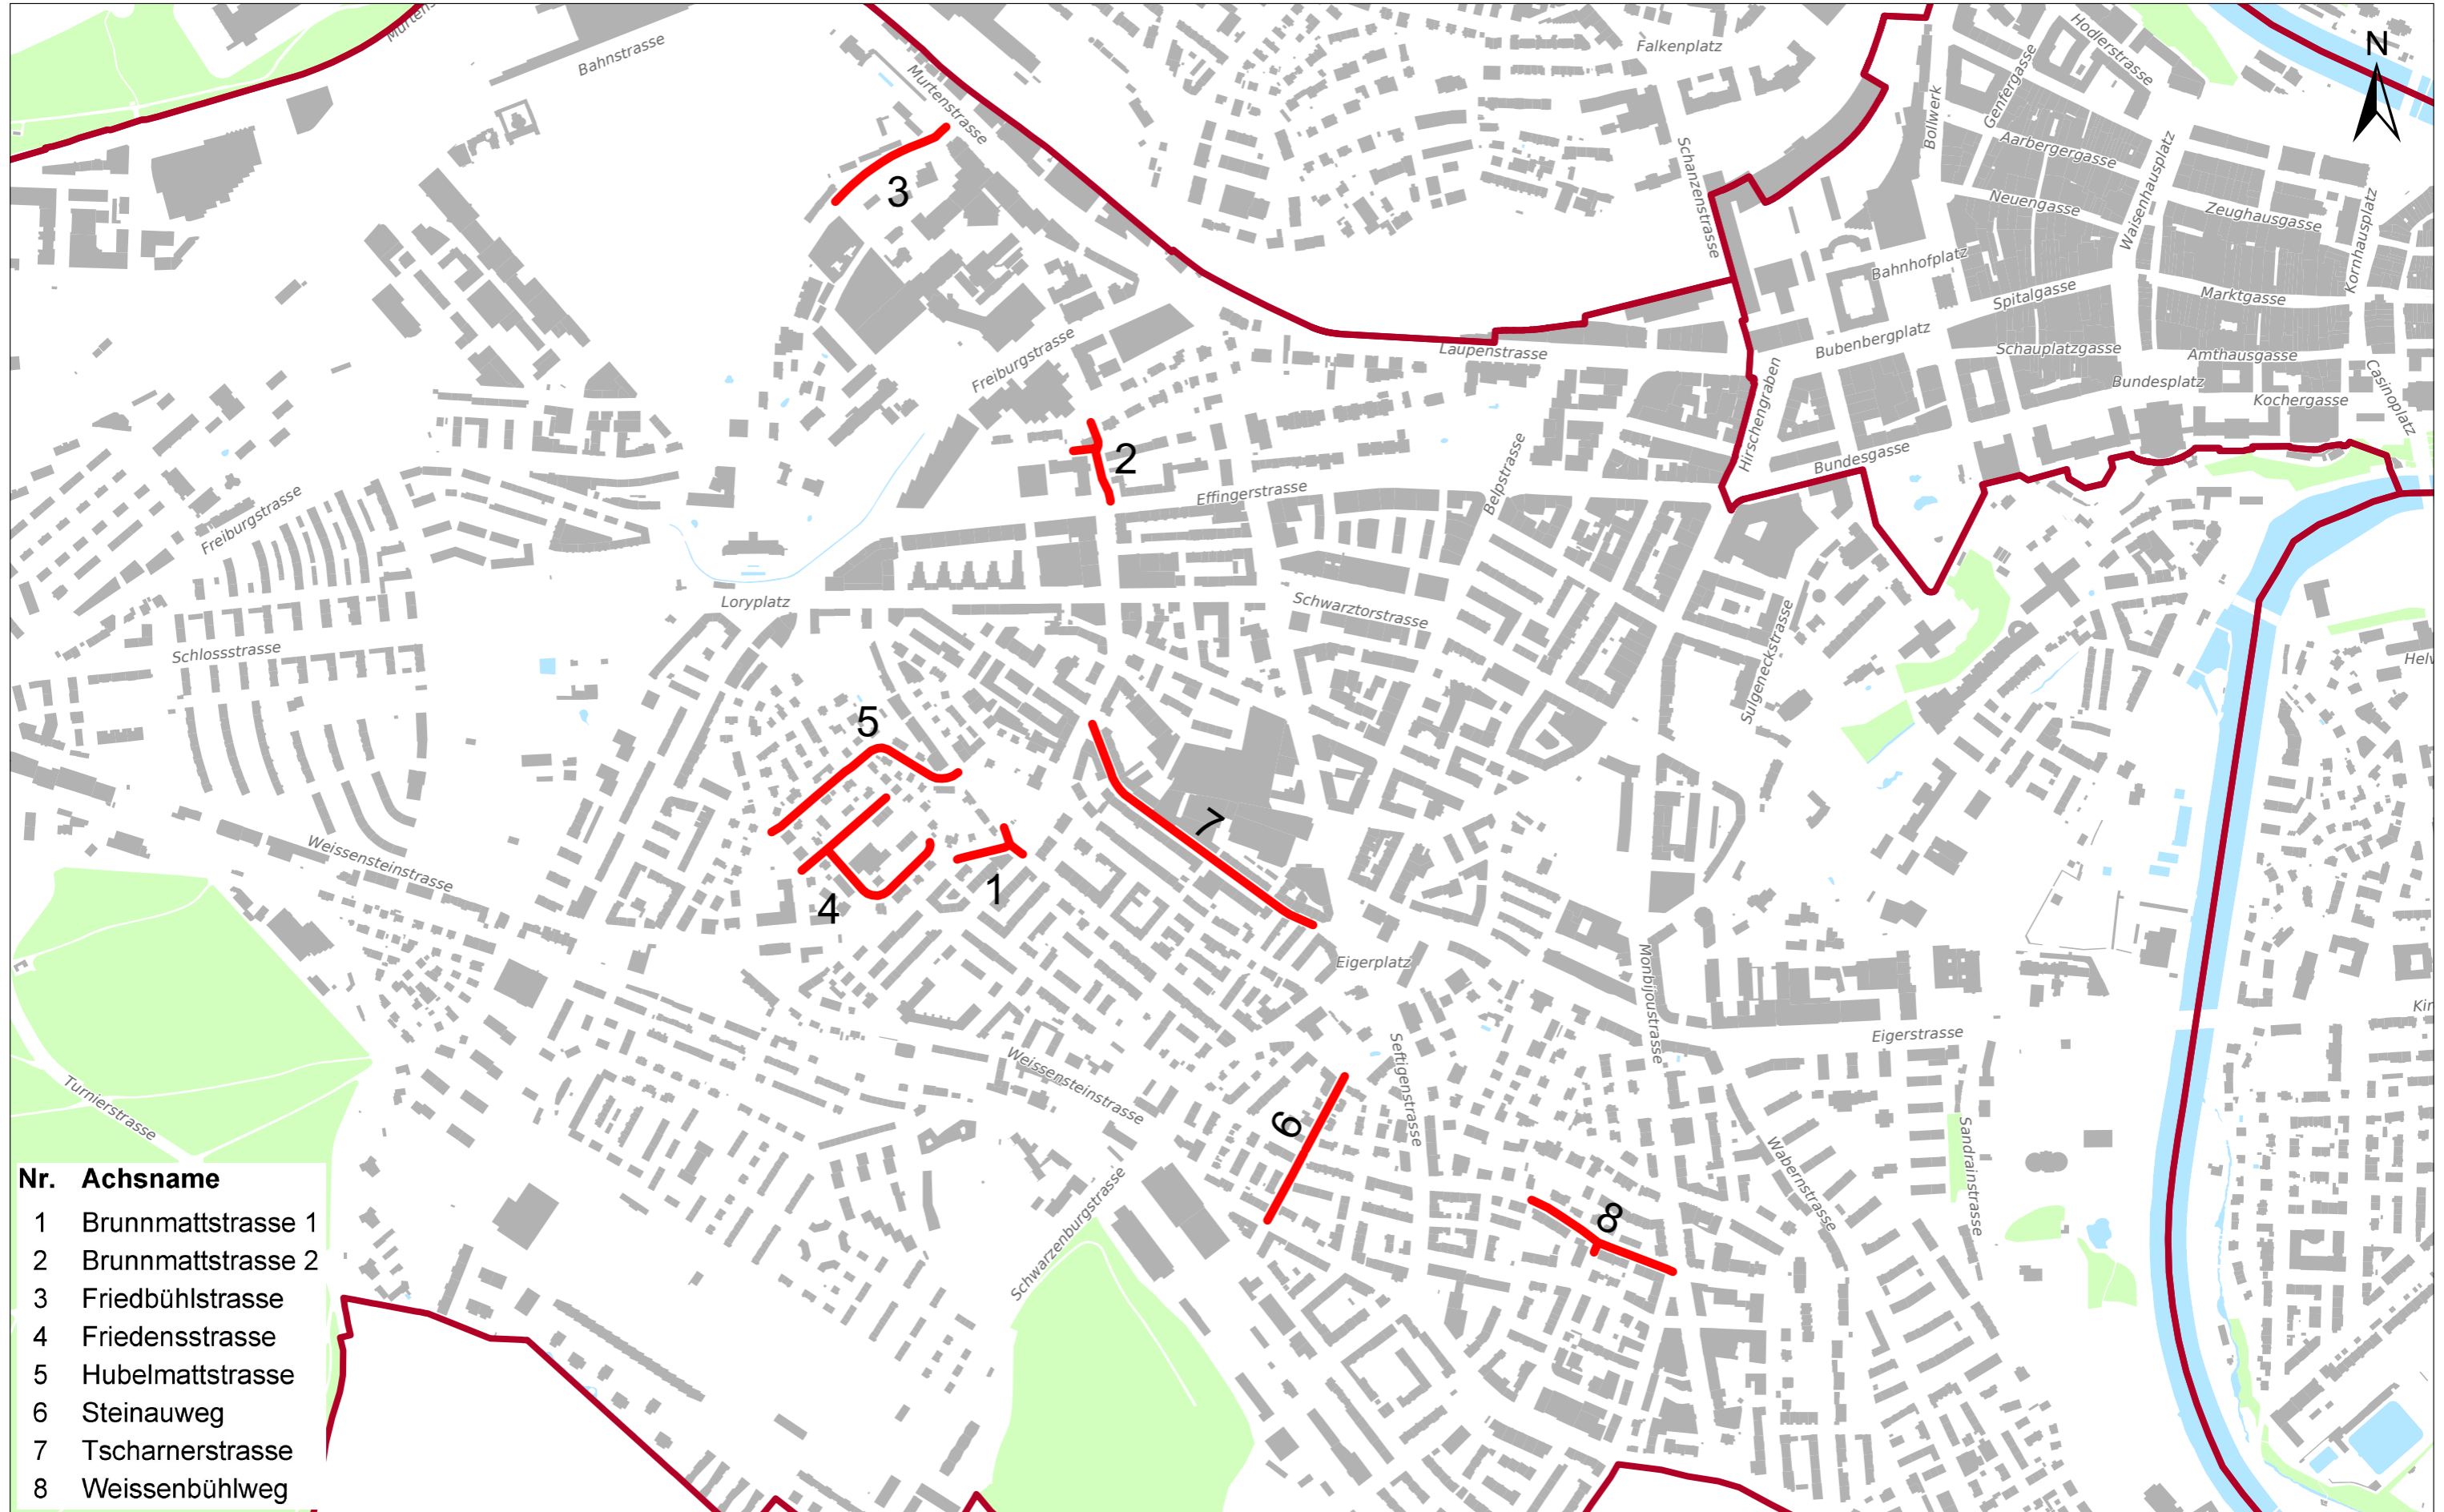 Murtens
Bahnstrasse
Murtenstrasse
Falkenplatz
Hodlerstrasse
Genfergasse
Bollwerk
N
Aarbergergasse
Waisenhausplatz
Schanzenstrasse
Neuengasse
Zeughausgasse
Kornhausplatz
3
Bahnhofplatz
Spitalgasse
Marktgasse
Freiburgstrasse
Laupenstrasse
Bubenbergplatz
Schauplatzgasse
Amthausgasse
Bundesplatz
Casinoplatz
Kochergasse
Hirschengraben
2
Belpstrasse
Bundesgasse
Effingerstrasse
Freiburgstrasse
Loryplatz
Schwarztorstrasse
Schlossstrasse
Sulgeneckstrasse
Helv
5
7
Weissensteinstrasse
1
4
Eigerplatz
Monbijoustrasse
Kir
Eigerstrasse
Seftigenstrasse
Weissensteinstrasse
Turnierstrasse
6
Sandrainstrasse
Wabernstrasse
Schwarzenburgstrasse
8
Nr. Achsname
1 Brunnmattstrasse 1
2 Brunnmattstrasse 2
3 Friedbühlstrasse
4 Friedensstrasse
5 Hubelmattstrasse
6 Steinauweg
7 Tscharnerstrasse
8 Weissenbühlweg